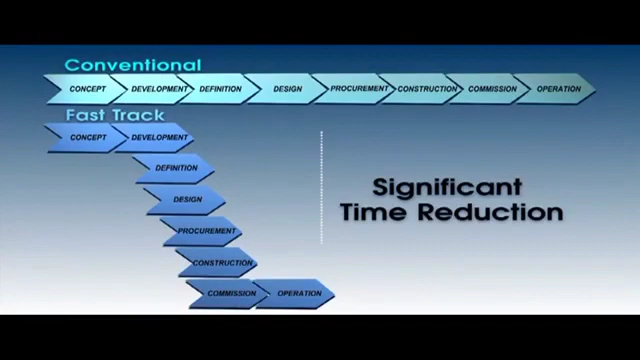 Conventional
CONCEPT DEVELOPMENT DEFINITION DESIGN PROCUREMENT CONSTRUCTION COMMISSION OPERATION
Fast Track
CONCEPT DEVELOPMENT
DEFINITION
DESIGN
PROCUREMENT
CONSTRUCTION
COMMISSION OPERATION
Significant
Time Reduction